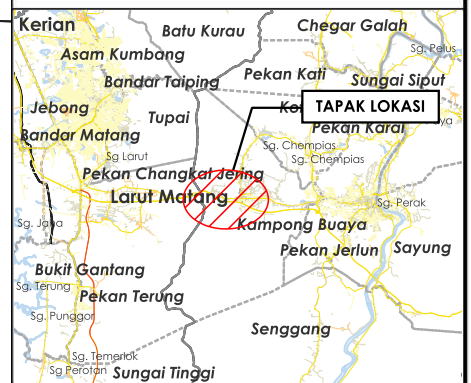 Kerian
Batu Kurau
Chegar Galah
Asam Kumbang
Sg. Pelus
Bandar Taiping
Pekan Kati
Sungai Siput
Jebong
TAPAK LOKASI
Tupai
Pekan Karai
Bandar Matang
Sg. Chempias
Sg Larut
Sg. Chempias
Pekan Changkat Jering
Larut Matang
Sg. Perak
Sg. Jaha
Kampong Buaya
Pekan Jerlun
Sayung
Bukit Gantang
Sg. Terung
Pekan Terung
Sg. Punggor
Senggang
Sg. Temerlok
Sg Perotan
Sungai Tinggi